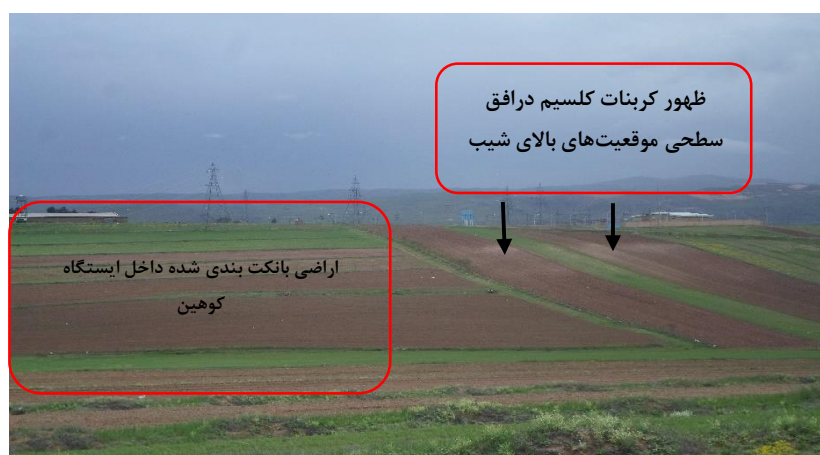 ظهور کربنات کلسیم درافق
سطحی موقعیت‌های بالای شیب
اراضی بانکت بندی شده داخل ایستگاه
کوهین